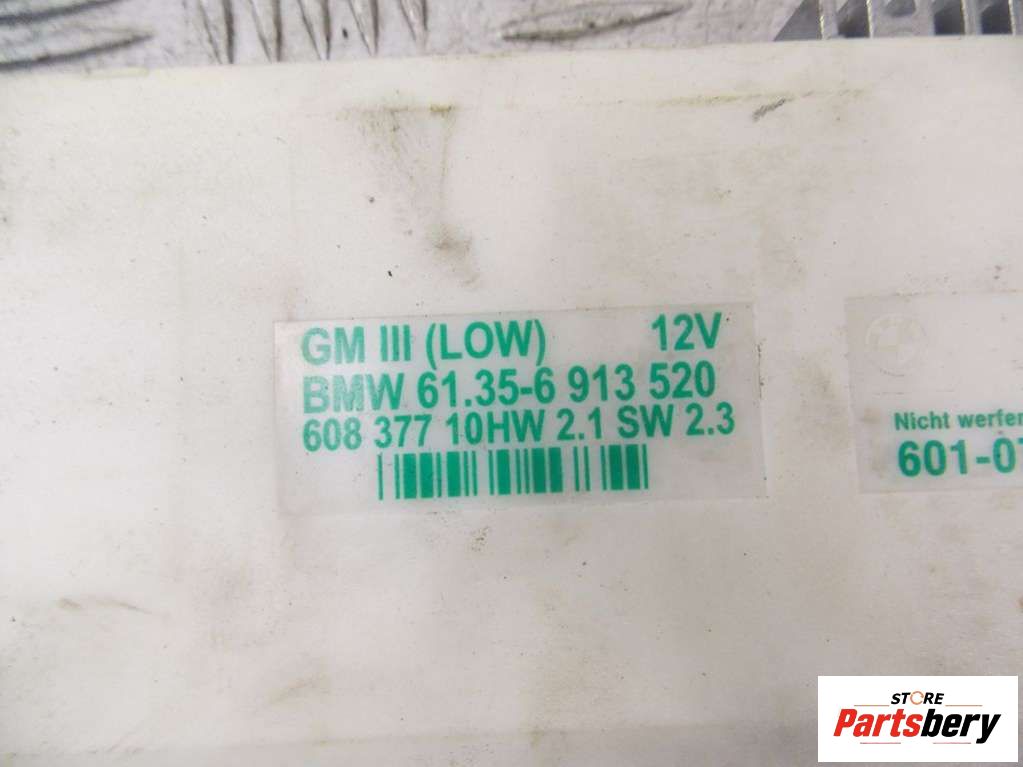 GM III (LOW) 12V
BMW 61.35-6 913 520
608 377 10HW 2.1 SW 2.3
Nicht werfen
601-07
STORE
Partsbery